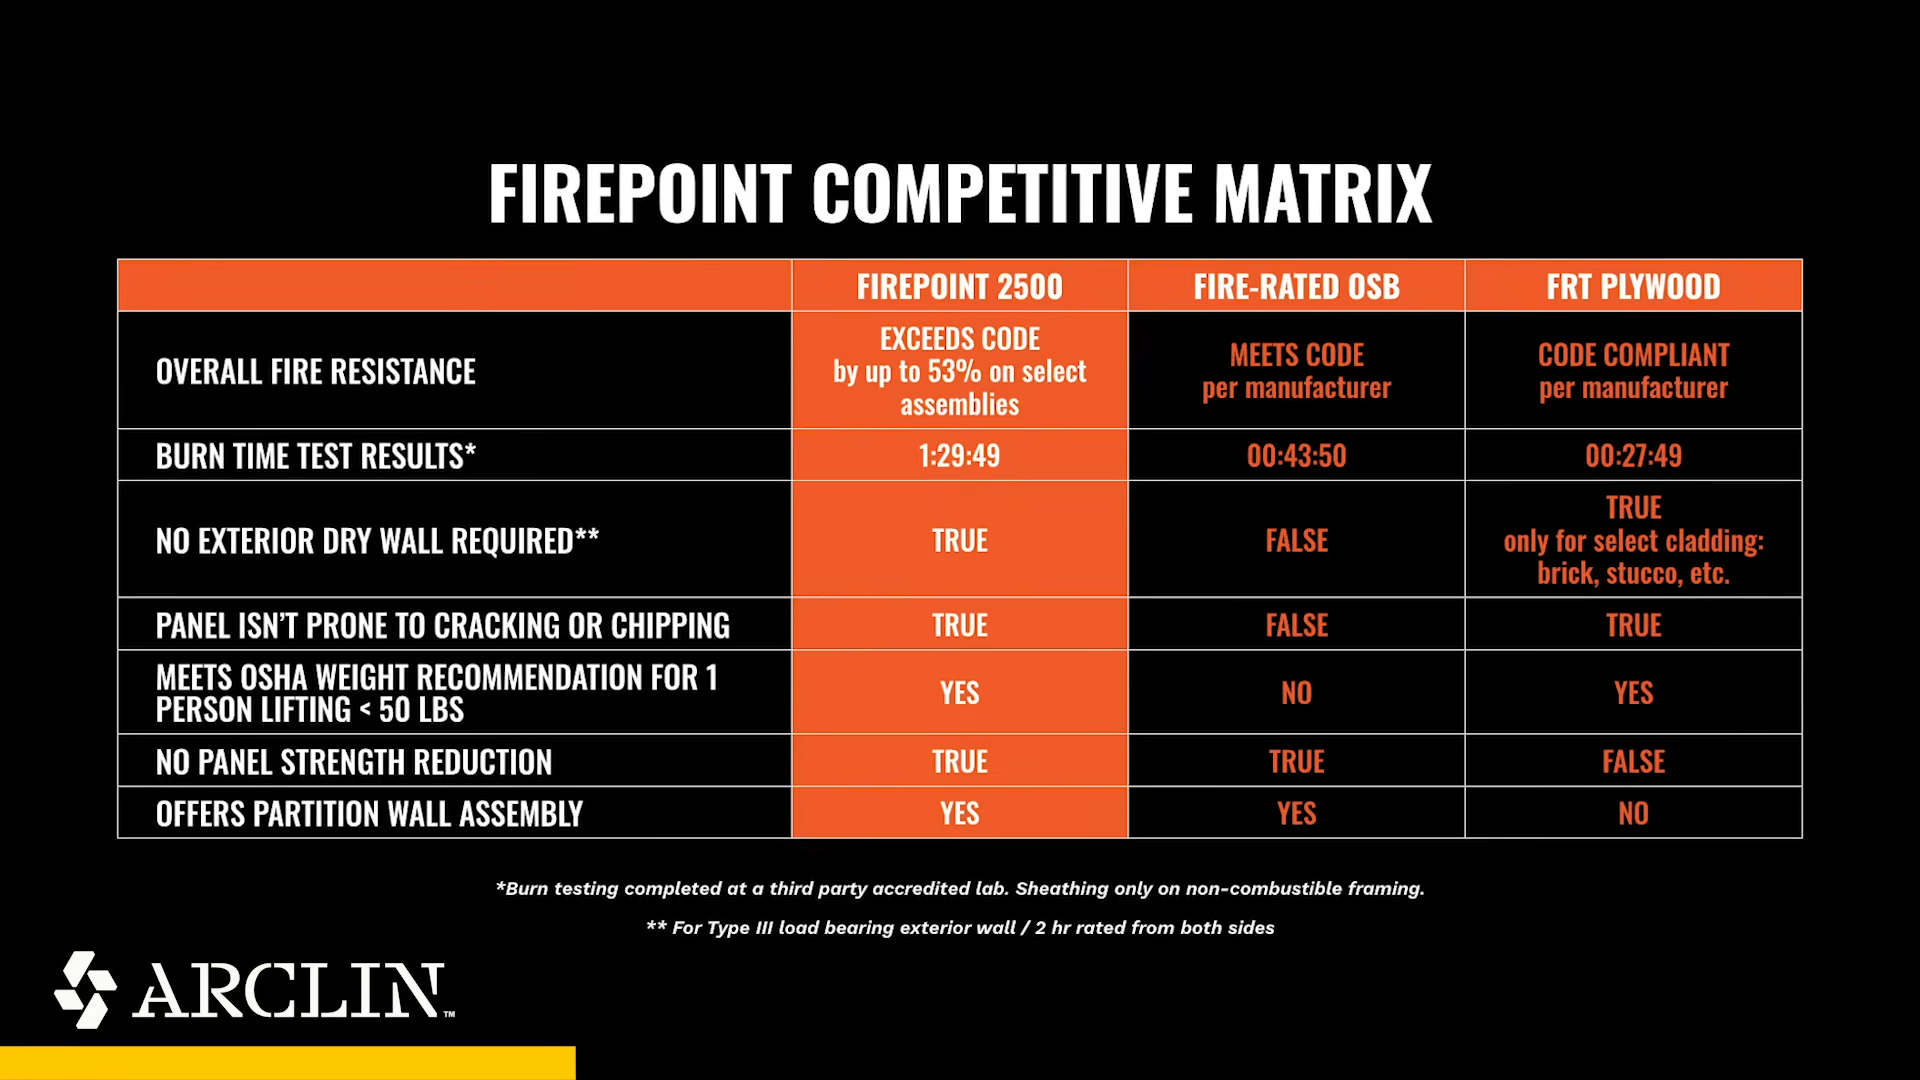 FIREPOINT COMPETITIVE MATRIX
FIREPOINT 2500
FIRE-RATED OSB
FRT PLYWOOD
OVERALL FIRE RESISTANCE
EXCEEDS CODE
by up to 53% on select
assemblies
MEETS CODE
per manufacturer
CODE COMPLIANT
per manufacturer
BURN TIME TEST RESULTS*
1:29:49
00:43:50
00:27:49
NO EXTERIOR DRY WALL REQUIRED**
TRUE
FALSE
TRUE
only for select cladding:
brick, stucco, etc.
PANEL ISN'T PRONE TO CRACKING OR CHIPPING
TRUE
FALSE
TRUE
MEETS OSHA WEIGHT RECOMMENDATION FOR 1
PERSON LIFTING < 50 LBS
YES
NO
YES
NO PANEL STRENGTH REDUCTION
TRUE
TRUE
FALSE
OFFERS PARTITION WALL ASSEMBLY
YES
YES
NO
*Burn testing completed at a third party accredited lab. Sheathing only on non-combustible framing.
** For Type III load bearing exterior wall / 2 hr rated from both sides
ARCLIN™